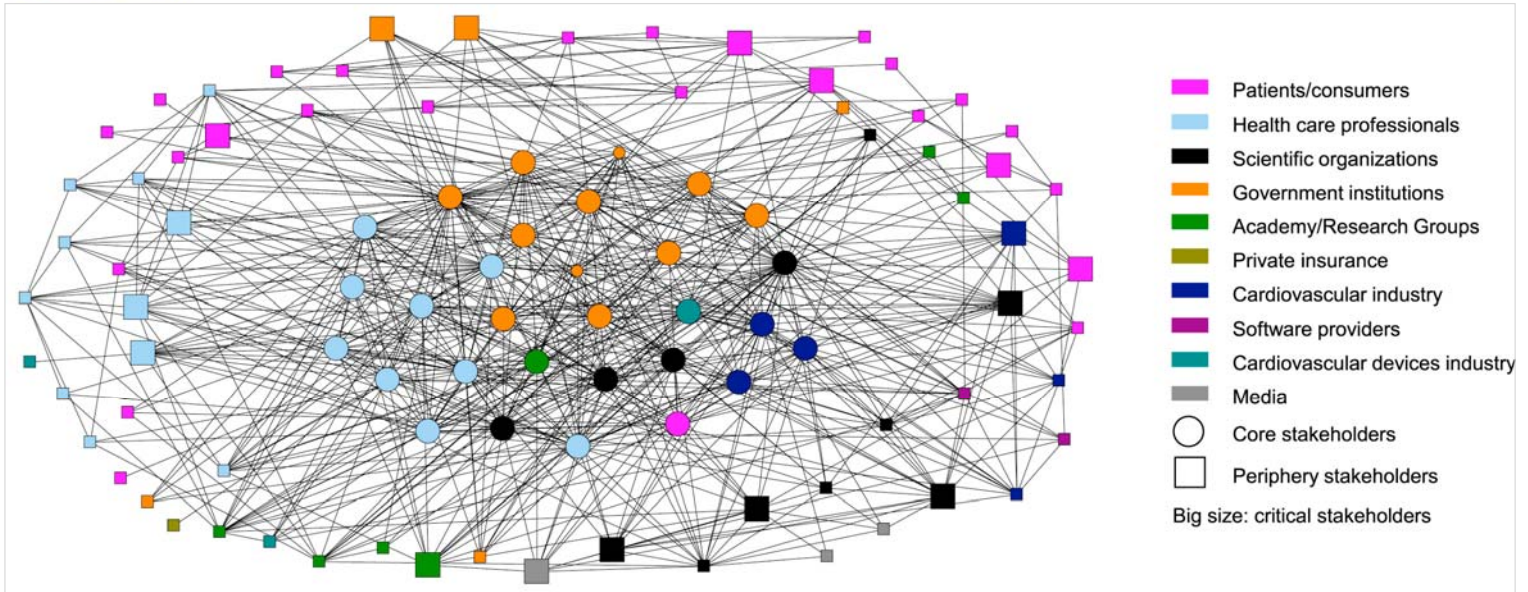 Patients/consumers
Health care professionals
Scientific organizations
Government institutions
Academy/Research Groups
Private insurance
Cardiovascular industry
Software providers
Cardiovascular devices industry
Media
Core stakeholders
Periphery stakeholders
Big size: critical stakeholders